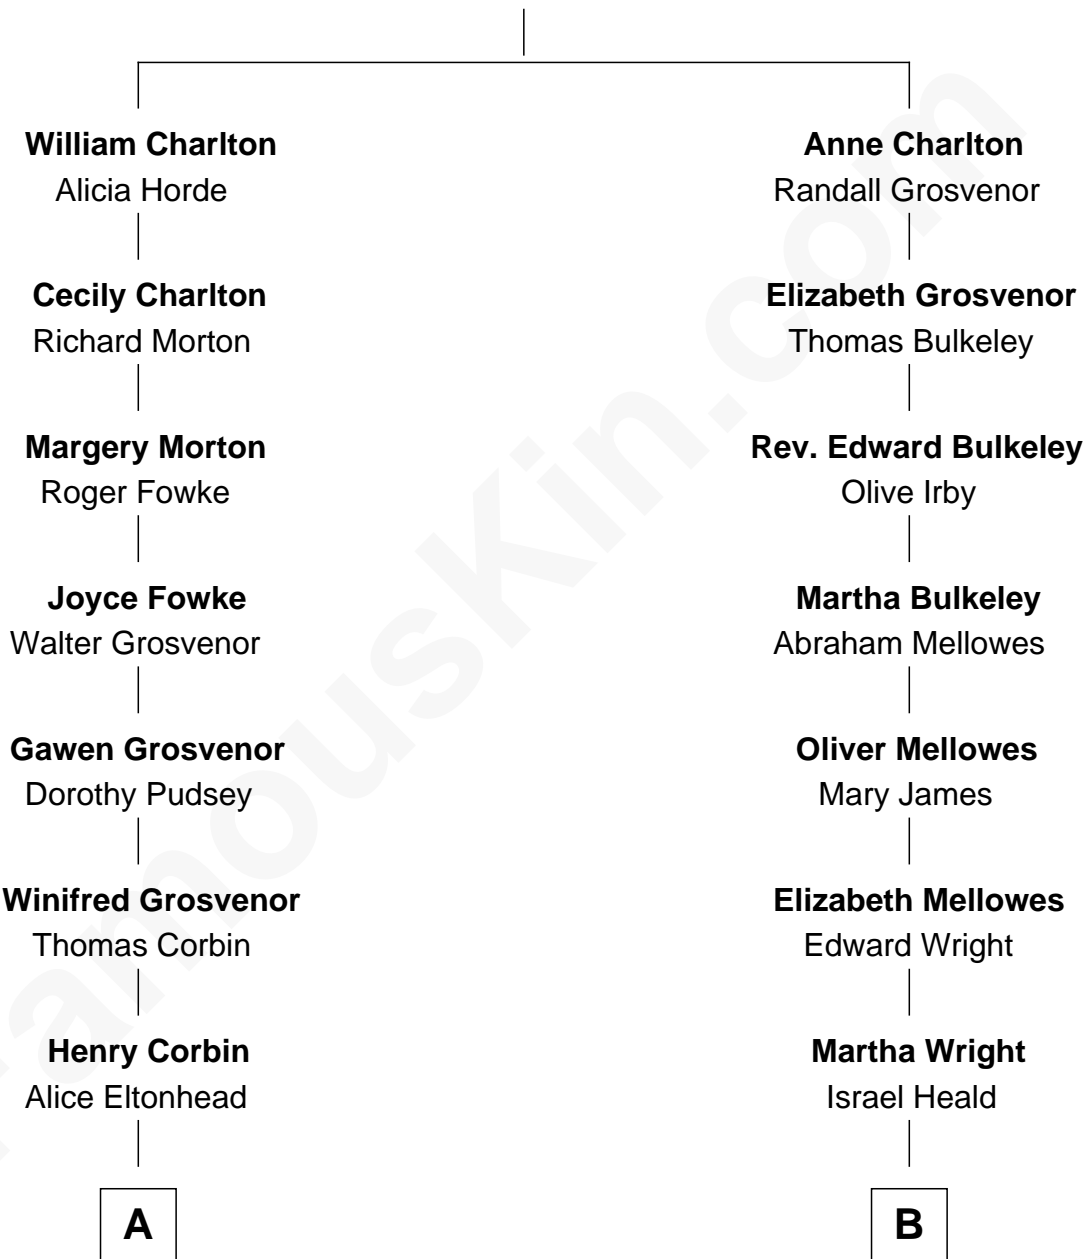 William Charlton
Alicia Horde
Anne Charlton
Randall Grosvenor
Cecily Charlton
Richard Morton
Elizabeth Grosvenor
Thomas Bulkeley
Margery Morton
Roger Fowke
Rev. Edward Bulkeley
Olive Irby
Joyce Fowke
Walter Grosvenor
Martha Bulkeley
Abraham Mellowes
Gawen Grosvenor
Dorothy Pudsey
Oliver Mellowes
Mary James
Winifred Grosvenor
Thomas Corbin
Elizabeth Mellowes
Edward Wright
Henry Corbin
Alice Eltonhead
Martha Wright
Israel Heald
A
B
FamousKin.com